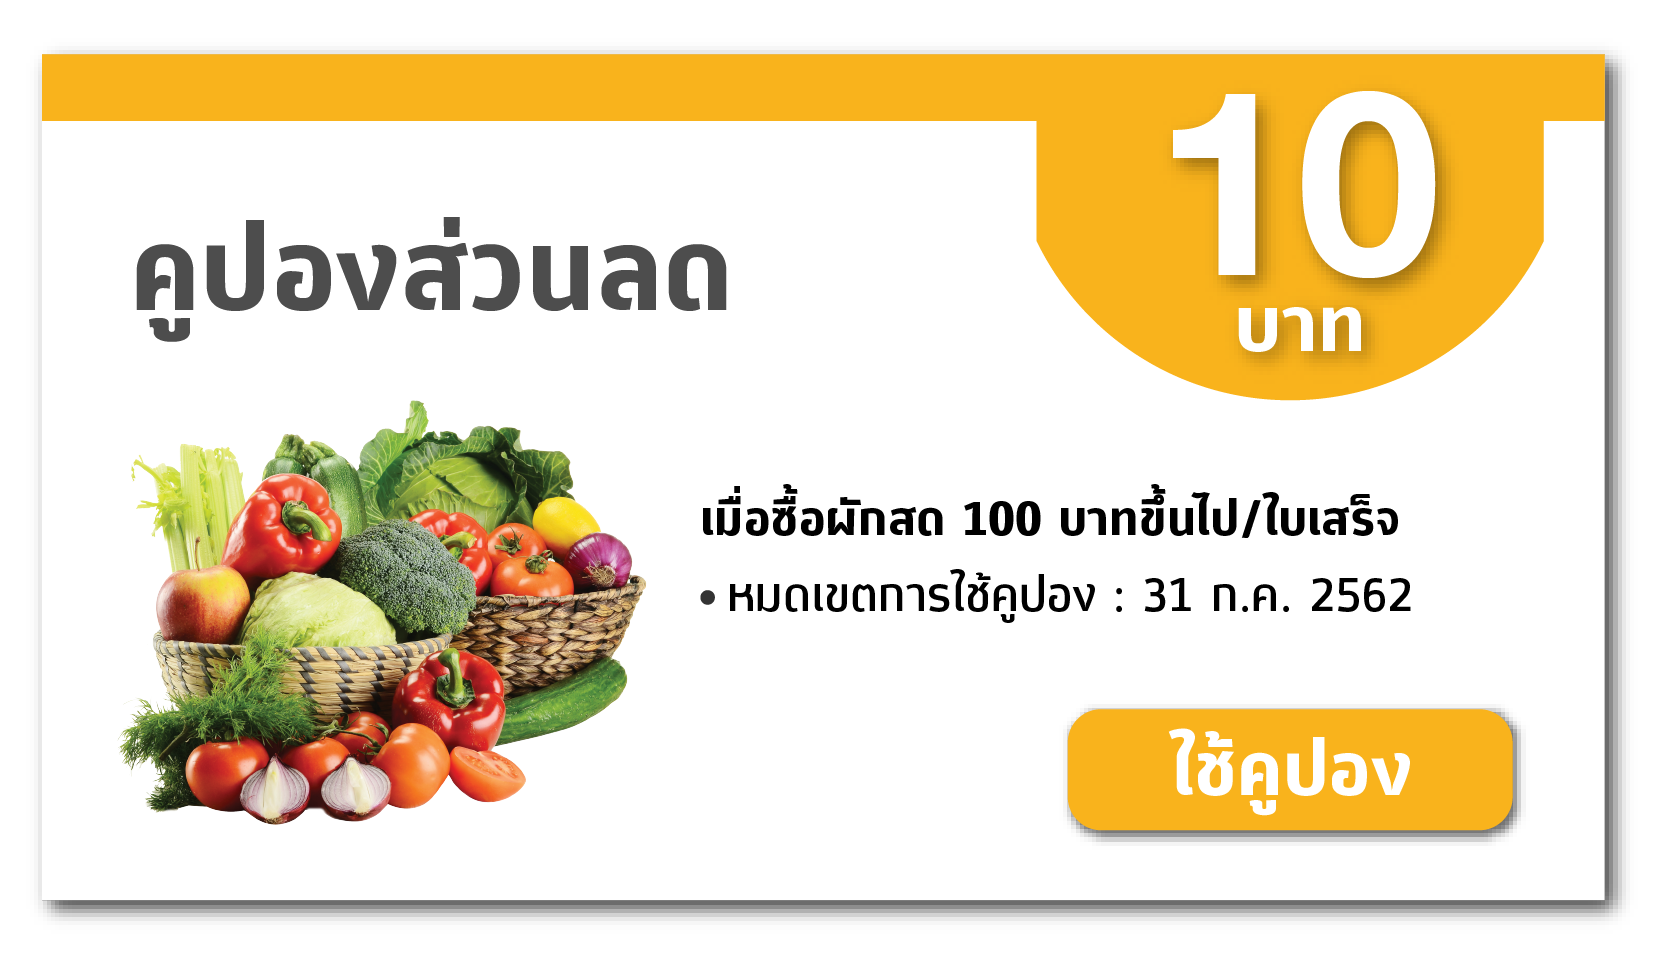 10
บาท
คูปองส่วนลด
เมื่อซื้อผักสด 100 บาทขึ้นไป/ใบเสร็จ
• หมดเขตการใช้คูปอง : 31 ก.ค. 2562
ใช้คูปอง